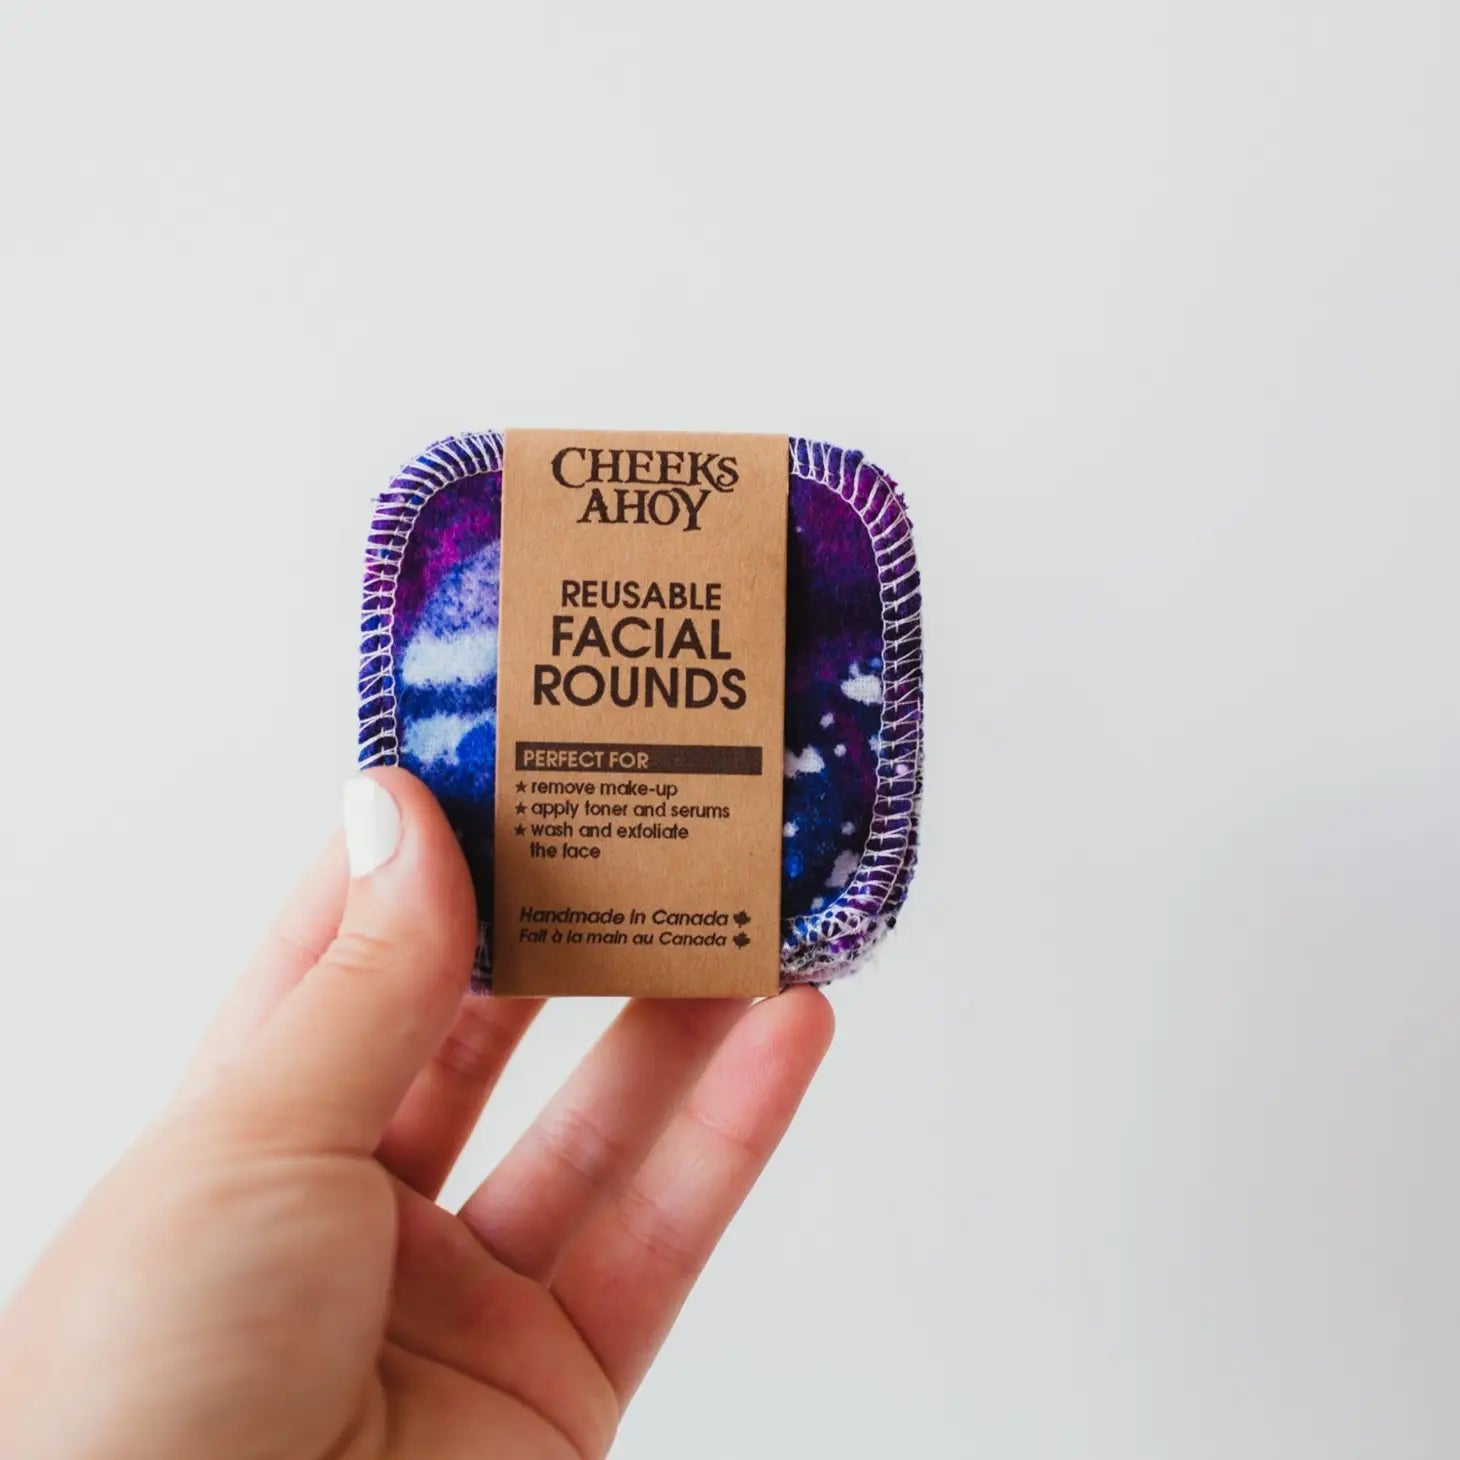 CHEEKS
AHOY
REUSABLE
FACIAL
ROUNDS
PERFECT FOR
★ remove make-up
★ apply toner and serums
★ wash and exfoliate
the face
Handmade in Canada
Fait à la main au Canada